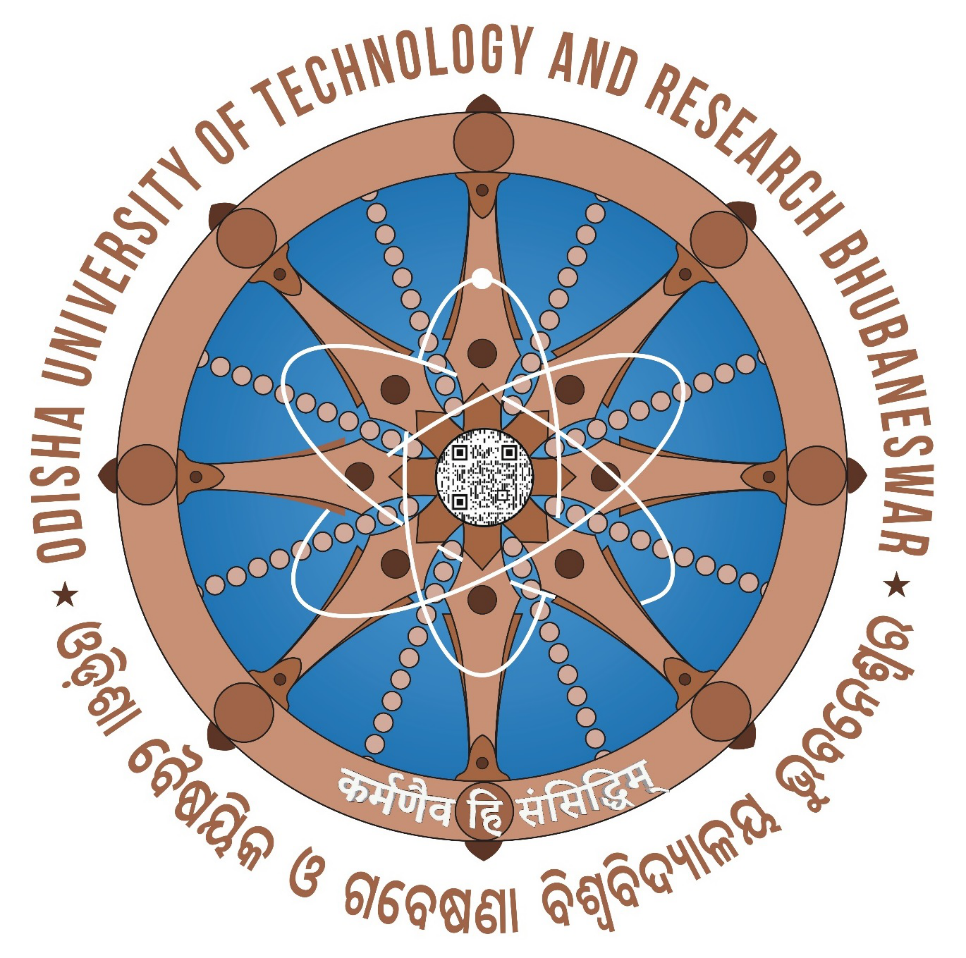 ODISHA UNIVERSITY OF TECHNOLOGY AND RESEARCH BHUBANESWAR
कर्मणैव हि संसिद्धिम्
ଓଡ଼ିଶା ବୈଷୟିକ ଓ ଗବେଷଣା ବିଶ୍ୱବିଦ୍ୟାଳୟ ଭୁବନେଶ୍ୱର